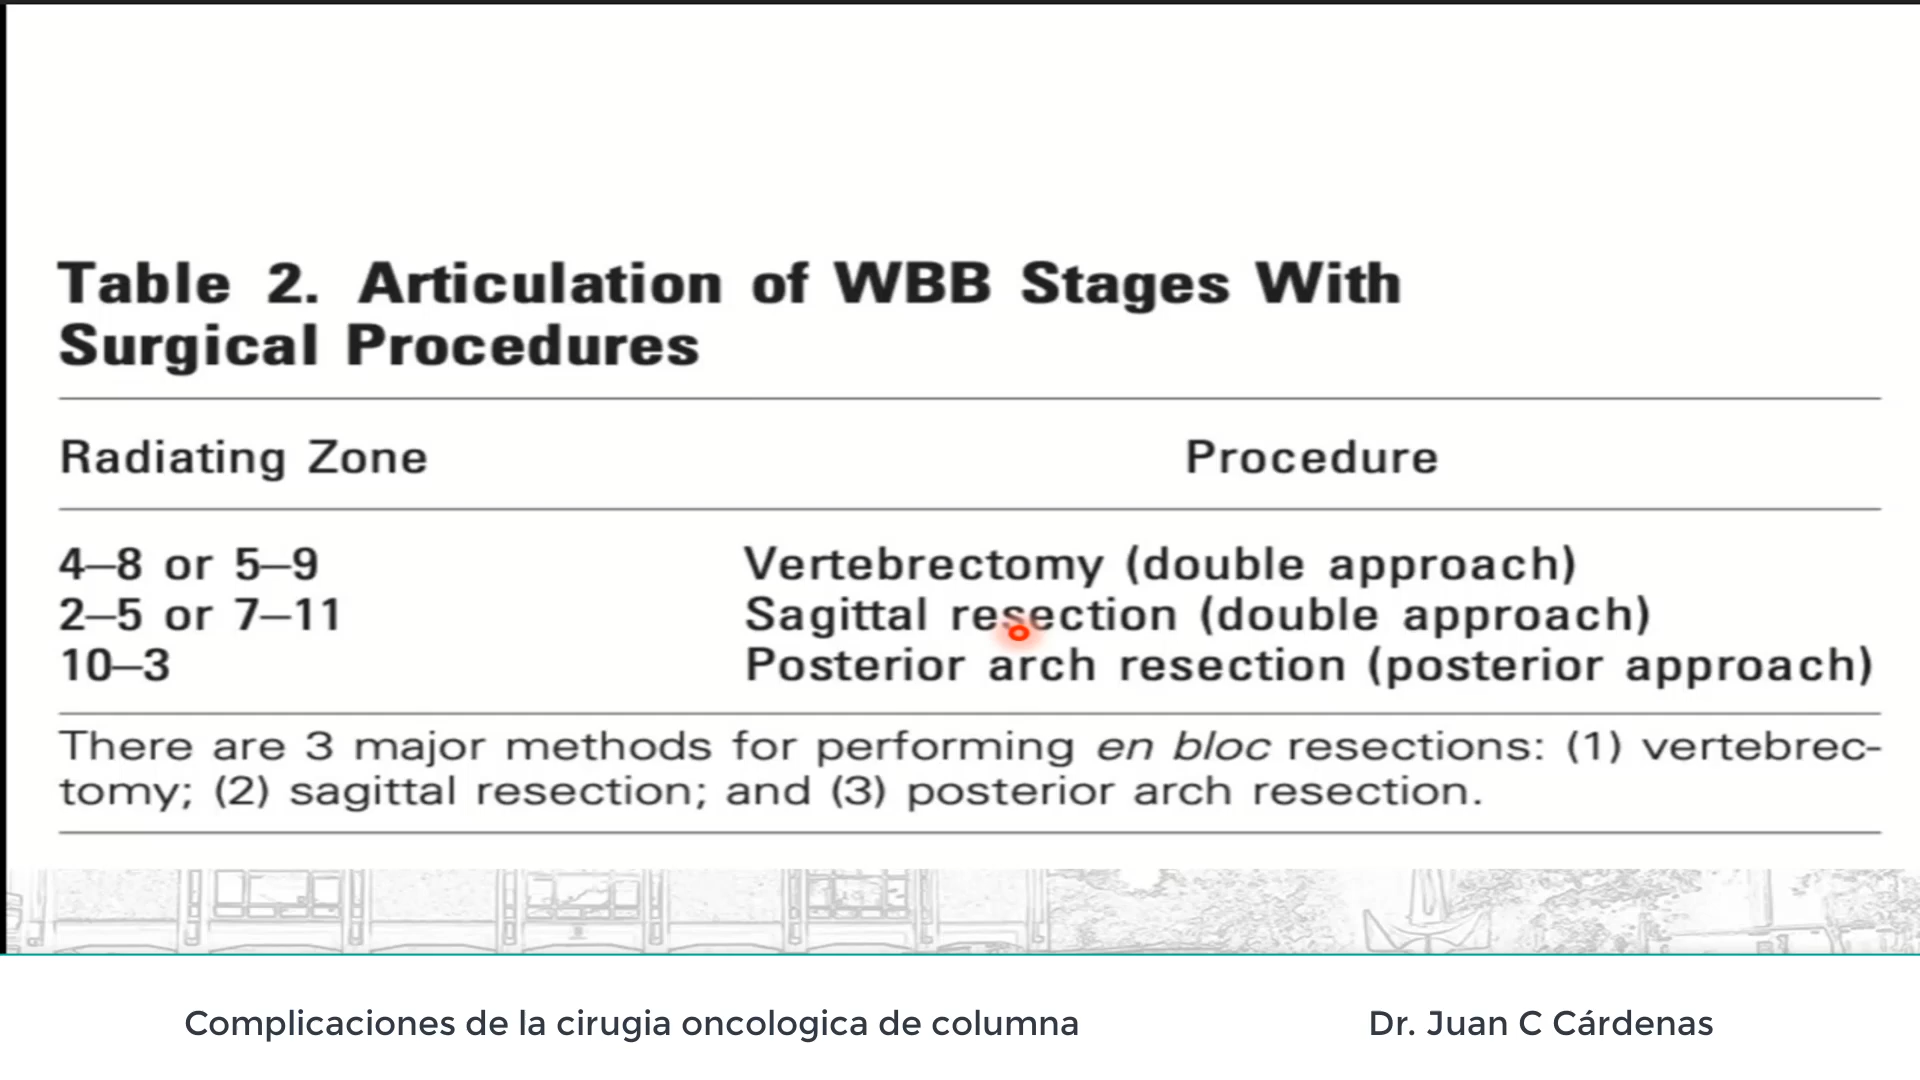 Table 2. Articulation of WBB Stages With
Surgical Procedures
Radiating Zone Procedure
4–8 or 5–9 Vertebrectomy (double approach)
2–5 or 7–11 Sagittal resection (double approach)
10–3 Posterior arch resection (posterior approach)
There are 3 major methods for performing en bloc resections: (1) vertebrec-
tomy; (2) sagittal resection; and (3) posterior arch resection.
Complicaciones de la cirugia oncologica de columna Dr. Juan C Cárdenas